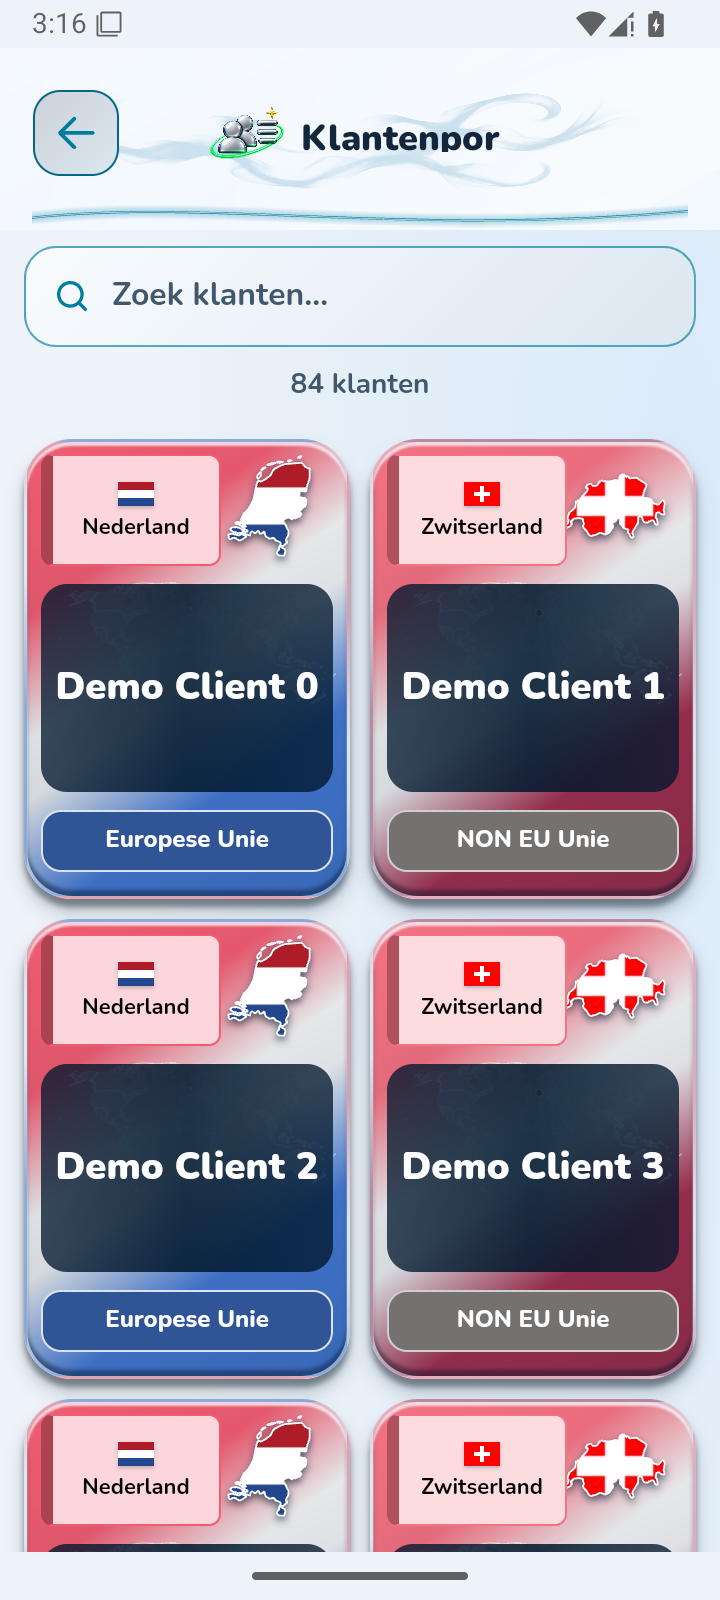 3:16
Klantenpor
Zoek klanten...
84 klanten
Nederland
Zwitserland
Demo Client 0
Demo Client 1
Europese Unie
NON EU Unie
Nederland
Zwitserland
Demo Client 2
Demo Client 3
Europese Unie
NON EU Unie
Nederland
Zwitserland